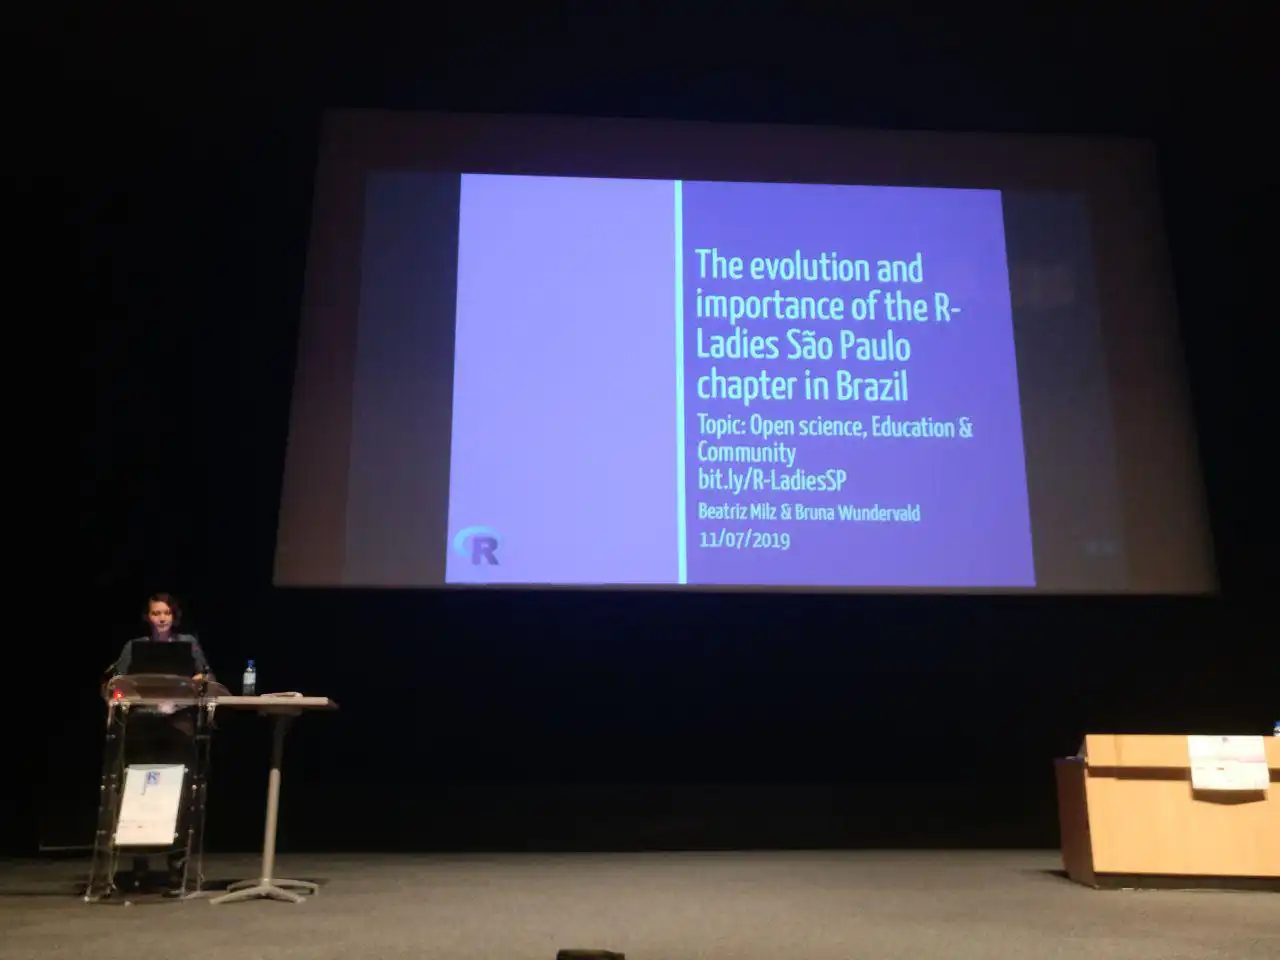 The evolution and
importance of the R-
Ladies São Paulo
chapter in Brazil
Topic: Open science, Education &
Community
bit.ly/R-LadiesSP
Beatriz Milz & Bruna Wundervald
11/07/2019
R